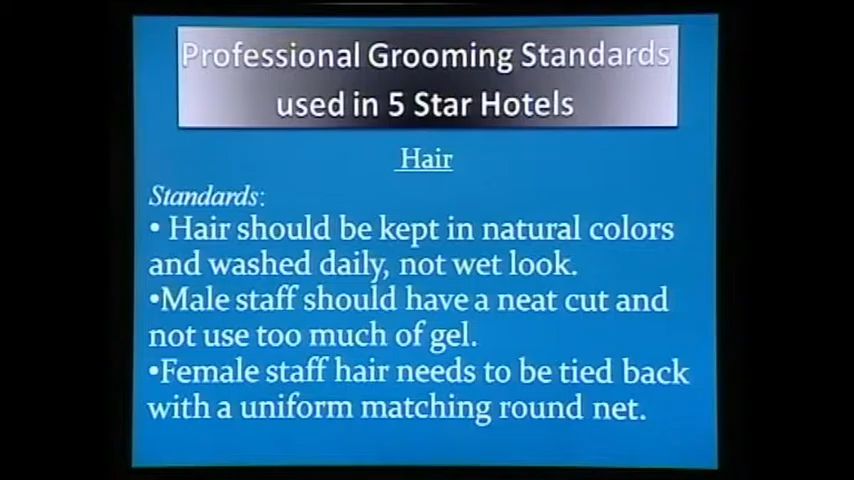 Professional Grooming Standards
used in 5 Star Hotels
Hair
Standards:
• Hair should be kept in natural colors
and washed daily, not wet look.
•Male staff should have a neat cut and
not use too much of gel.
•Female staff hair needs to be tied back
with a uniform matching round net.